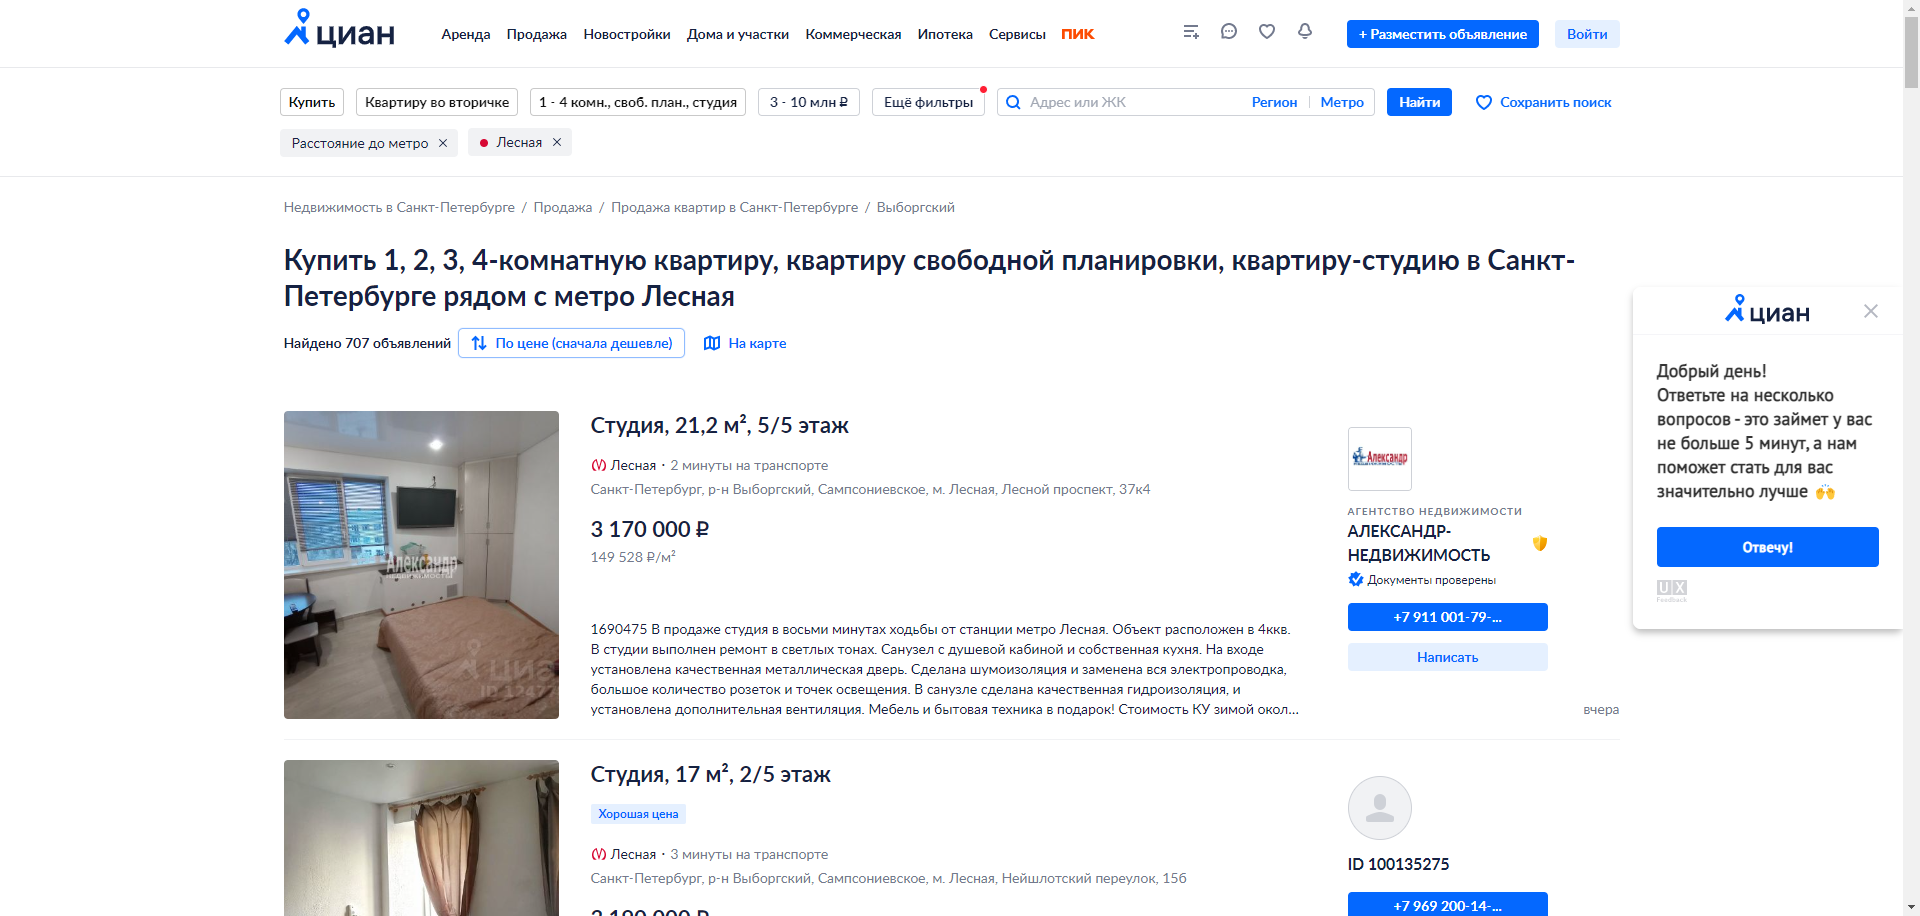 циан
Аренда Продажа Новостройки Дома и участки Коммерческая Ипотека Сервисы ПИК
+ Разместить объявление
Войти
Купить
Квартиру во вторичке
1 - 4 комн., своб. план., студия
3 - 10 млн ₽
Ещё фильтры
Адрес или ЖК
Регион
Метро
Найти
Сохранить поиск
Расстояние до метро
Лесная
Недвижимость в Санкт-Петербурге / Продажа / Продажа квартир в Санкт-Петербурге / Выборгский
Купить 1, 2, 3, 4-комнатную квартиру, квартиру свободной планировки, квартиру-студию в Санкт-
Петербурге рядом с метро Лесная
Найдено 707 объявлений
По цене (сначала дешевле)
На карте
Александр
НЕДВИЖИМОСТЬ
циан
Студия, 21,2 м², 5/5 этаж
Лесная · 2 минуты на транспорте
Санкт-Петербург, р-н Выборгский, Сампсониевское, м. Лесная, Лесной проспект, 37к4
3 170 000 ₽
149 528 ₽/м²
1690475 В продаже студия в восьми минутах ходьбы от станции метро Лесная. Объект расположен в 4ккв.
В студии выполнен ремонт в светлых тонах. Санузел с душевой кабиной и собственная кухня. На входе
установлена качественная металлическая дверь. Сделана шумоизоляция и заменена вся электропроводка,
большое количество розеток и точек освещения. В санузле сделана качественная гидроизоляция, и
установлена дополнительная вентиляция. Мебель и бытовая техника в подарок! Стоимость КУ зимой окол...
Александр
АГЕНТСТВО НЕДВИЖИМОСТИ
АЛЕКСАНДР-
НЕДВИЖИМОСТЬ
Документы проверены
+7 911 001-79-...
Написать
вчера
Студия, 17 м², 2/5 этаж
Хорошая цена
Лесная · 3 минуты на транспорте
Санкт-Петербург, р-н Выборгский, Сампсониевское, м. Лесная, Нейшлотский переулок, 15б
ID 100135275
+7 969 200-14-...
циан
Добрый день!
Ответьте на несколько
вопросов - это займет у вас
не больше 5 минут, а нам
поможет стать для вас
значительно лучше 🙌
Отвечу!
UX
Feedback